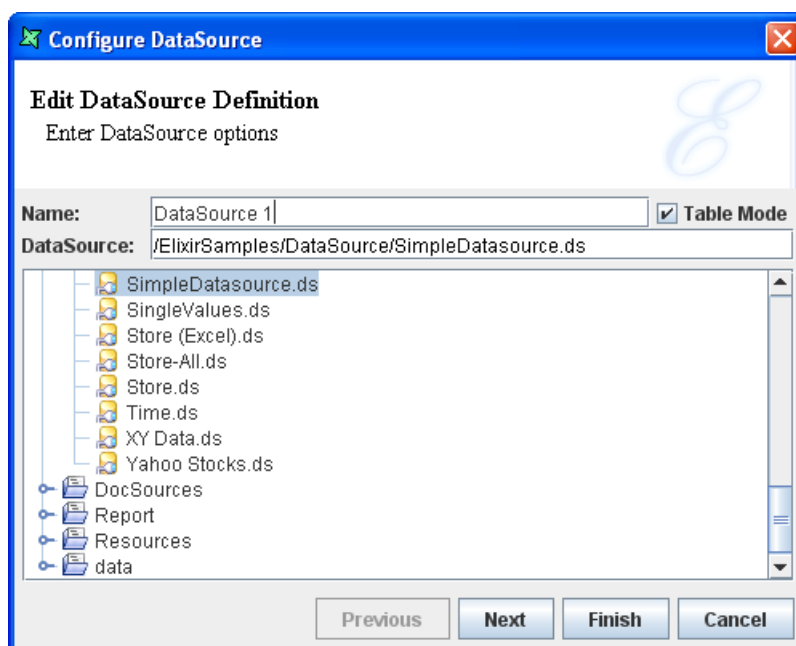 Configure DataSource
Edit DataSource Definition
Enter DataSource options
Name: DataSource 1 Table Mode
DataSource: /ElixirSamples/DataSource/SimpleDatasource.ds
SimpleDatasource.ds
SingleValues.ds
Store (Excel).ds
Store-All.ds
Store.ds
Time.ds
XY Data.ds
Yahoo Stocks.ds
DocSources
Report
Resources
data
Previous Next Finish Cancel